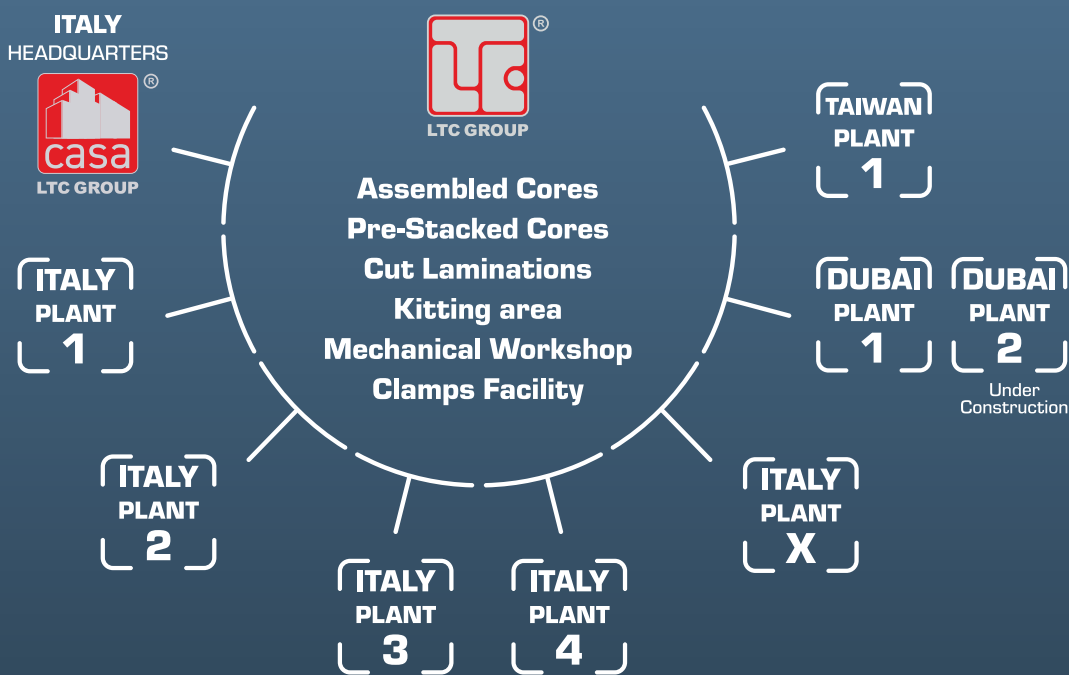 ITALY
HEADQUARTERS
casa
®
LTC GROUP
LTC
®
LTC GROUP
Assembled Cores
Pre-Stacked Cores
Cut Laminations
Kitting area
Mechanical Workshop
Clamps Facility
TAIWAN
PLANT
1
ITALY
PLANT
1
DUBAI
PLANT
1
DUBAI
PLANT
2
Under
Construction
ITALY
PLANT
2
ITALY
PLANT
X
ITALY
PLANT
3
ITALY
PLANT
4